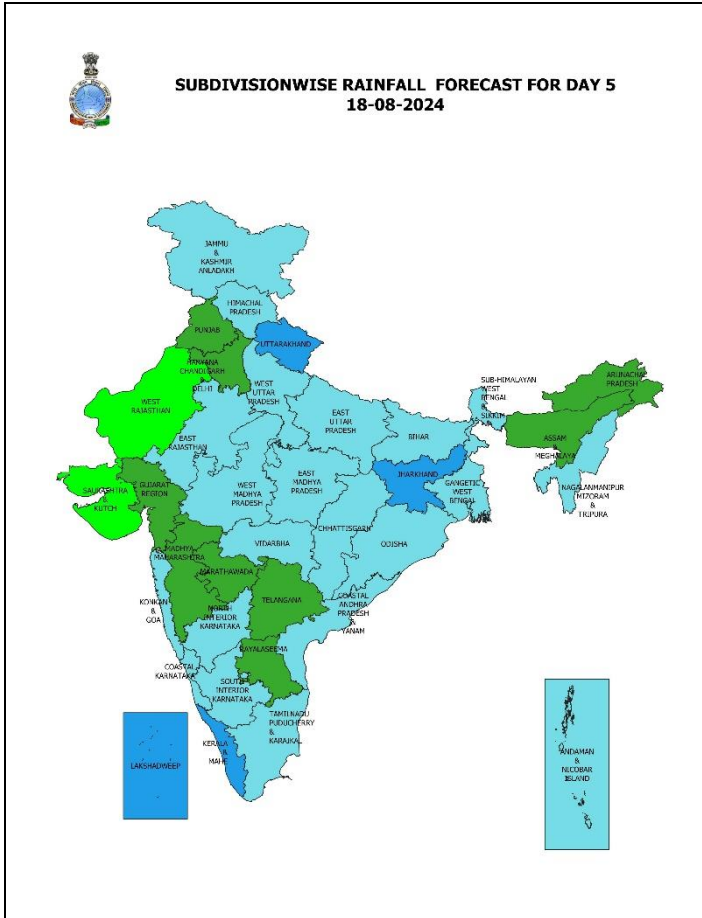 SUBDIVISIONWISE RAINFALL FORECAST FOR DAY 5
18-08-2024
JAMMU
&
KASHMIR
ANLADAKH
HIMACHAL
PRADESH
PUNJAB
UTTARAKHAND
HARYANA
CHANDIGARH
DELHI
WEST
UTTAR
PRADESH
WEST
RAJASTHAN
EAST
RAJASTHAN
EAST
UTTAR
PRADESH
BIHAR
SUB-HIMALAYAN
WEST
BENGAL
&
SIKKIM
ARUNACHAL
PRADESH
ASSAM
&
MEGHALAYA
NAGALANMANIPUR
MIZORAM
&
TRIPURA
SAURASHTRA
&
KUTCH
GUJARAT
REGION
WEST
MADHYA
PRADESH
EAST
MADHYA
PRADESH
JHARKHAND
GANGETIC
WEST
BENGAL
CHHATTISGARH
ODISHA
VIDARBHA
MADHYA
MAHARASHTRA
MARATHAWADA
KONKAN
&
GOA
NORTH
INTERIOR
KARNATAKA
TELANGANA
COASTAL
ANDHRA
PRADESH
&
YANAM
RAYALASEEMA
COASTAL
KARNATAKA
SOUTH
INTERIOR
KARNATAKA
TAMILNADU
PUDUCHERRY
&
KARAIKAL
KERALA
&
MAHE
LAKSHADWEEP
ANDAMAN
&
NICOBAR
ISLAND